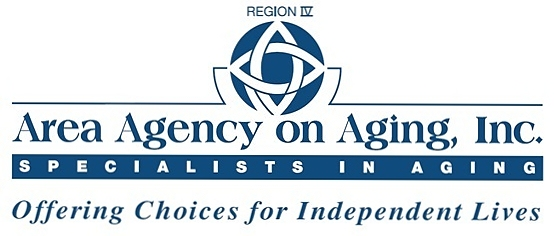 REGION IV
Area Agency on Aging, Inc.
SPECIALISTS IN AGING
Offering Choices for Independent Lives